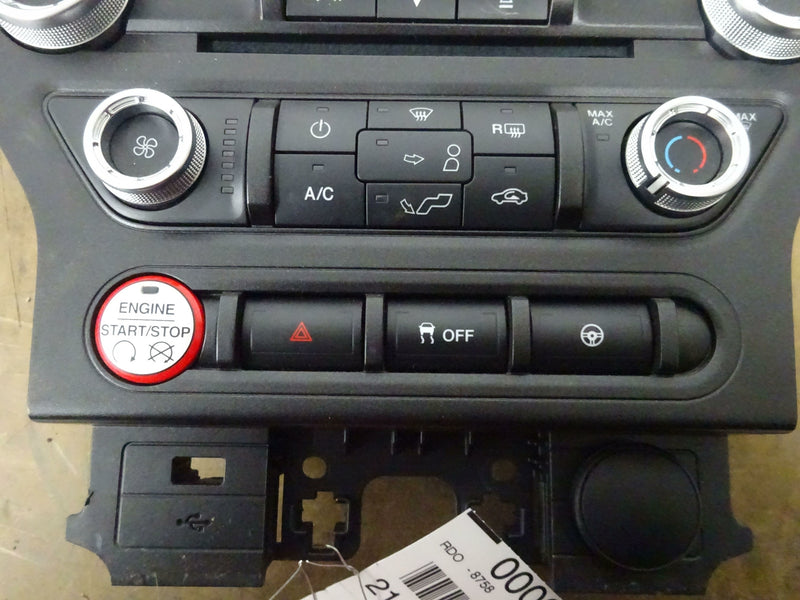 MAX
A/C
MAX
R
A/C
ENGINE
START/STOP
OFF
RDO -8758
000
21